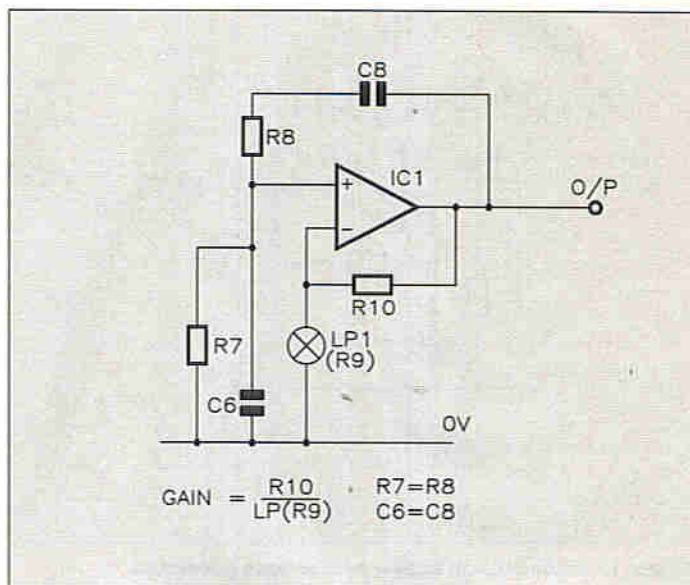 C8
R8
IC1
+
O/P
−
R10
R7
LP1
(R9)
C6
0V
GAIN = R10
LP(R9)
R7=R8
C6=C8